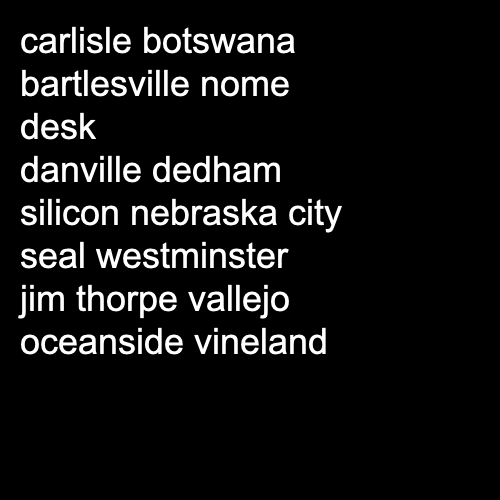 carlisle botswana
bartlesville nome
desk
danville dedham
silicon nebraska city
seal westminster
jim thorpe vallejo
oceanside vineland